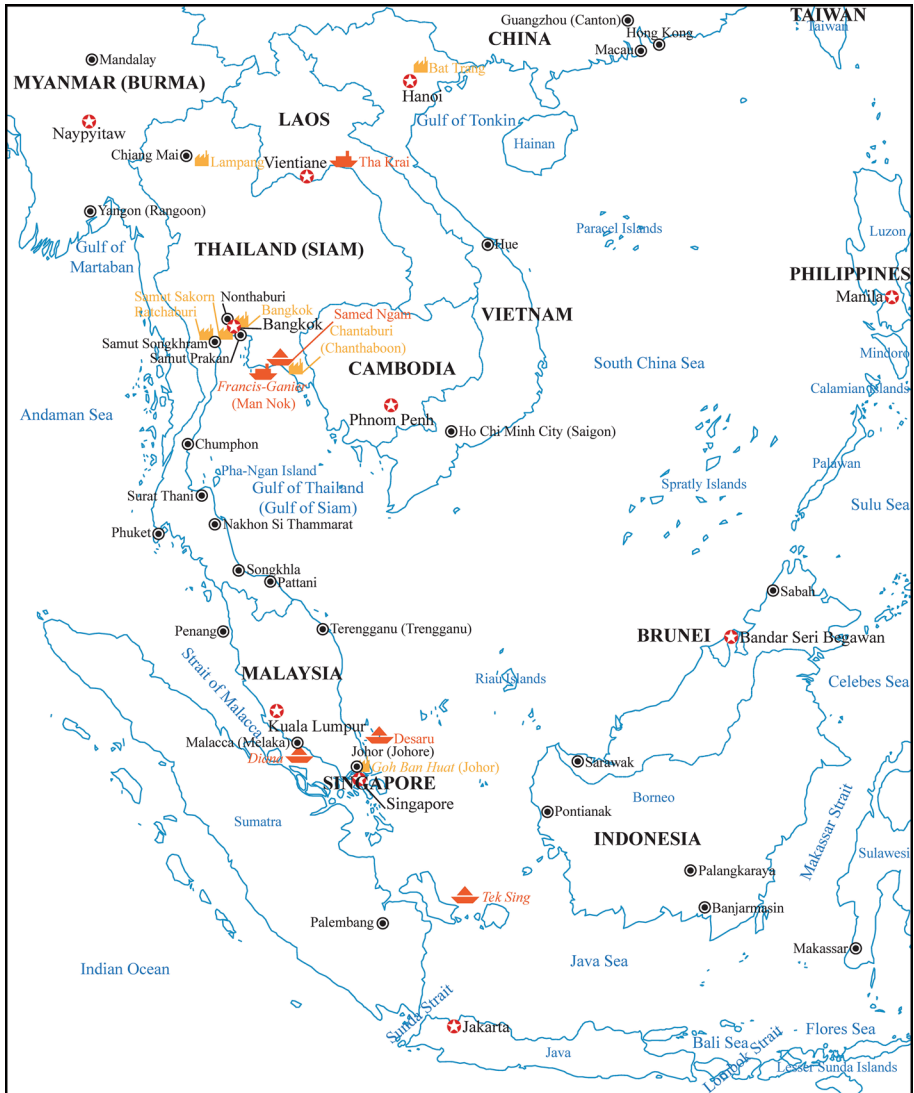 TAIWAN
Taiwan
Guangzhou (Canton)
Hong Kong
CHINA
Macau
Mandalay
Bat Trang
MYANMAR (BURMA)
Hanoi
LAOS
Gulf of Tonkin
Naypyitaw
Hainan
Chiang Mai
Lampang
Vientiane
Tha Krai
Yangon (Rangoon)
Paracel Islands
Luzon
Gulf of
Martaban
THAILAND (SIAM)
Hue
PHILIPPINES
Manila
Samut Sakorn
Ratchaburi
Nonthaburi
Bangkok
Bangkok
Samed Ngam
VIETNAM
Chantaburi
(Chanthaboon)
Samut Songkhram
Samut Prakan
Mindoro
South China Sea
CAMBODIA
Francis-Ganier
(Man Nok)
Calamian Islands
Andaman Sea
Phnom Penh
Ho Chi Minh City (Saigon)
Chumphon
Palawan
Pha-Ngan Island
Gulf of Thailand
(Gulf of Siam)
Spratly Islands
Surat Thani
Sulu Sea
Nakhon Si Thammarat
Phuket
Songkhla
Pattani
Sabah
Penang
Terengganu (Trengganu)
BRUNEI
Bandar Seri Begawan
MALAYSIA
Riau Islands
Celebes Sea
Strait of Malacca
Kuala Lumpur
Malacca (Melaka)
Desaru
Diana
Johor (Johore)
Goh Ban Huat (Johor)
Sarawak
SINGAPORE
Singapore
Borneo
Pontianak
Sumatra
Makassar Strait
INDONESIA
Sulawesi
Palangkaraya
Tek Sing
Banjarmasin
Palembang
Makassar
Indian Ocean
Java Sea
Sunda Strait
Jakarta
Flores Sea
Bali Sea
Java
Lombok Strait
Lesser Sunda Islands